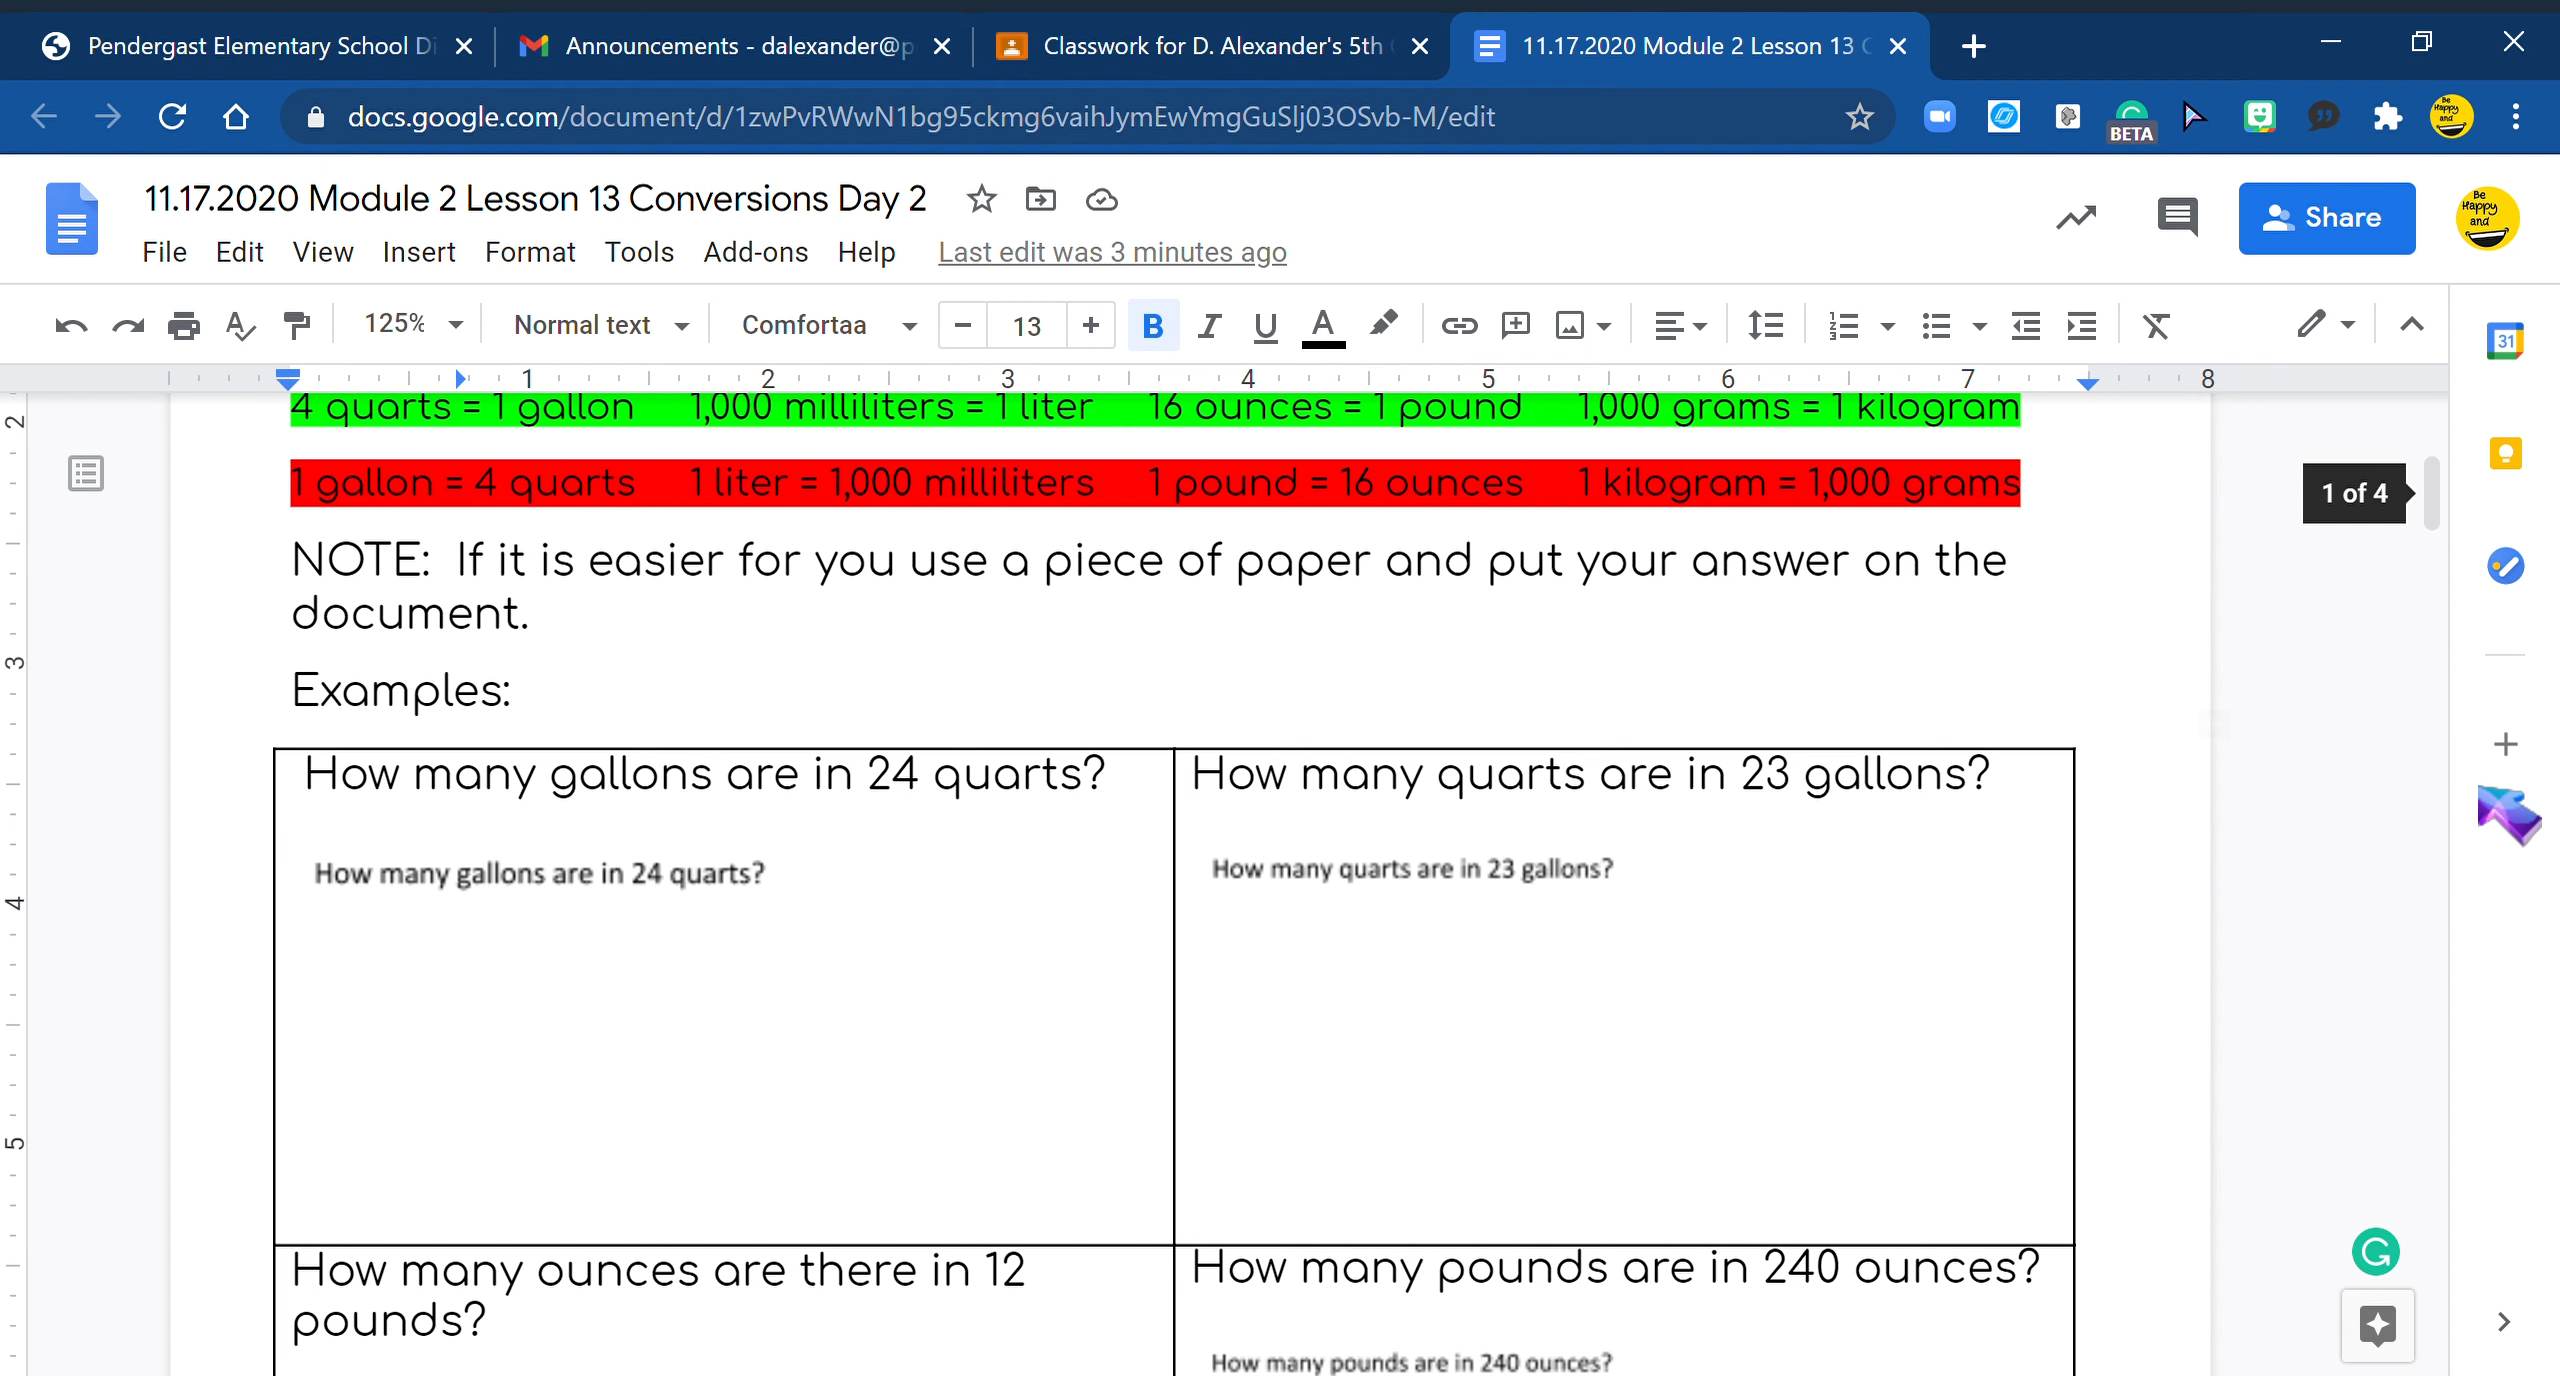 Pendergast Elementary School Di
Announcements - dalexander@p
Classwork for D. Alexander's 5th
11.17.2020 Module 2 Lesson 13 C
docs.google.com/document/d/1zwPvRWwN1bg95ckmg6vaihJymEwYmgGuSlj03OSvb-M/edit
BETA
11.17.2020 Module 2 Lesson 13 Conversions Day 2
File Edit View Insert Format Tools Add-ons Help Last edit was 3 minutes ago
Share
Be Happy and
125% Normal text Comfortaa 13 B I U A
31
1 2 3 4 5 6 7 8
2
3
4
5
4 quarts = 1 gallon 1,000 milliliters = 1 liter 16 ounces = 1 pound 1,000 grams = 1 kilogram
1 gallon = 4 quarts 1 liter = 1,000 milliliters 1 pound = 16 ounces 1 kilogram = 1,000 grams
1 of 4
NOTE: If it is easier for you use a piece of paper and put your answer on the
document.
Examples:
How many gallons are in 24 quarts?
How many gallons are in 24 quarts?
How many quarts are in 23 gallons?
How many quarts are in 23 gallons?
How many ounces are there in 12
pounds?
How many pounds are in 240 ounces?
How many pounds are in 240 ounces?